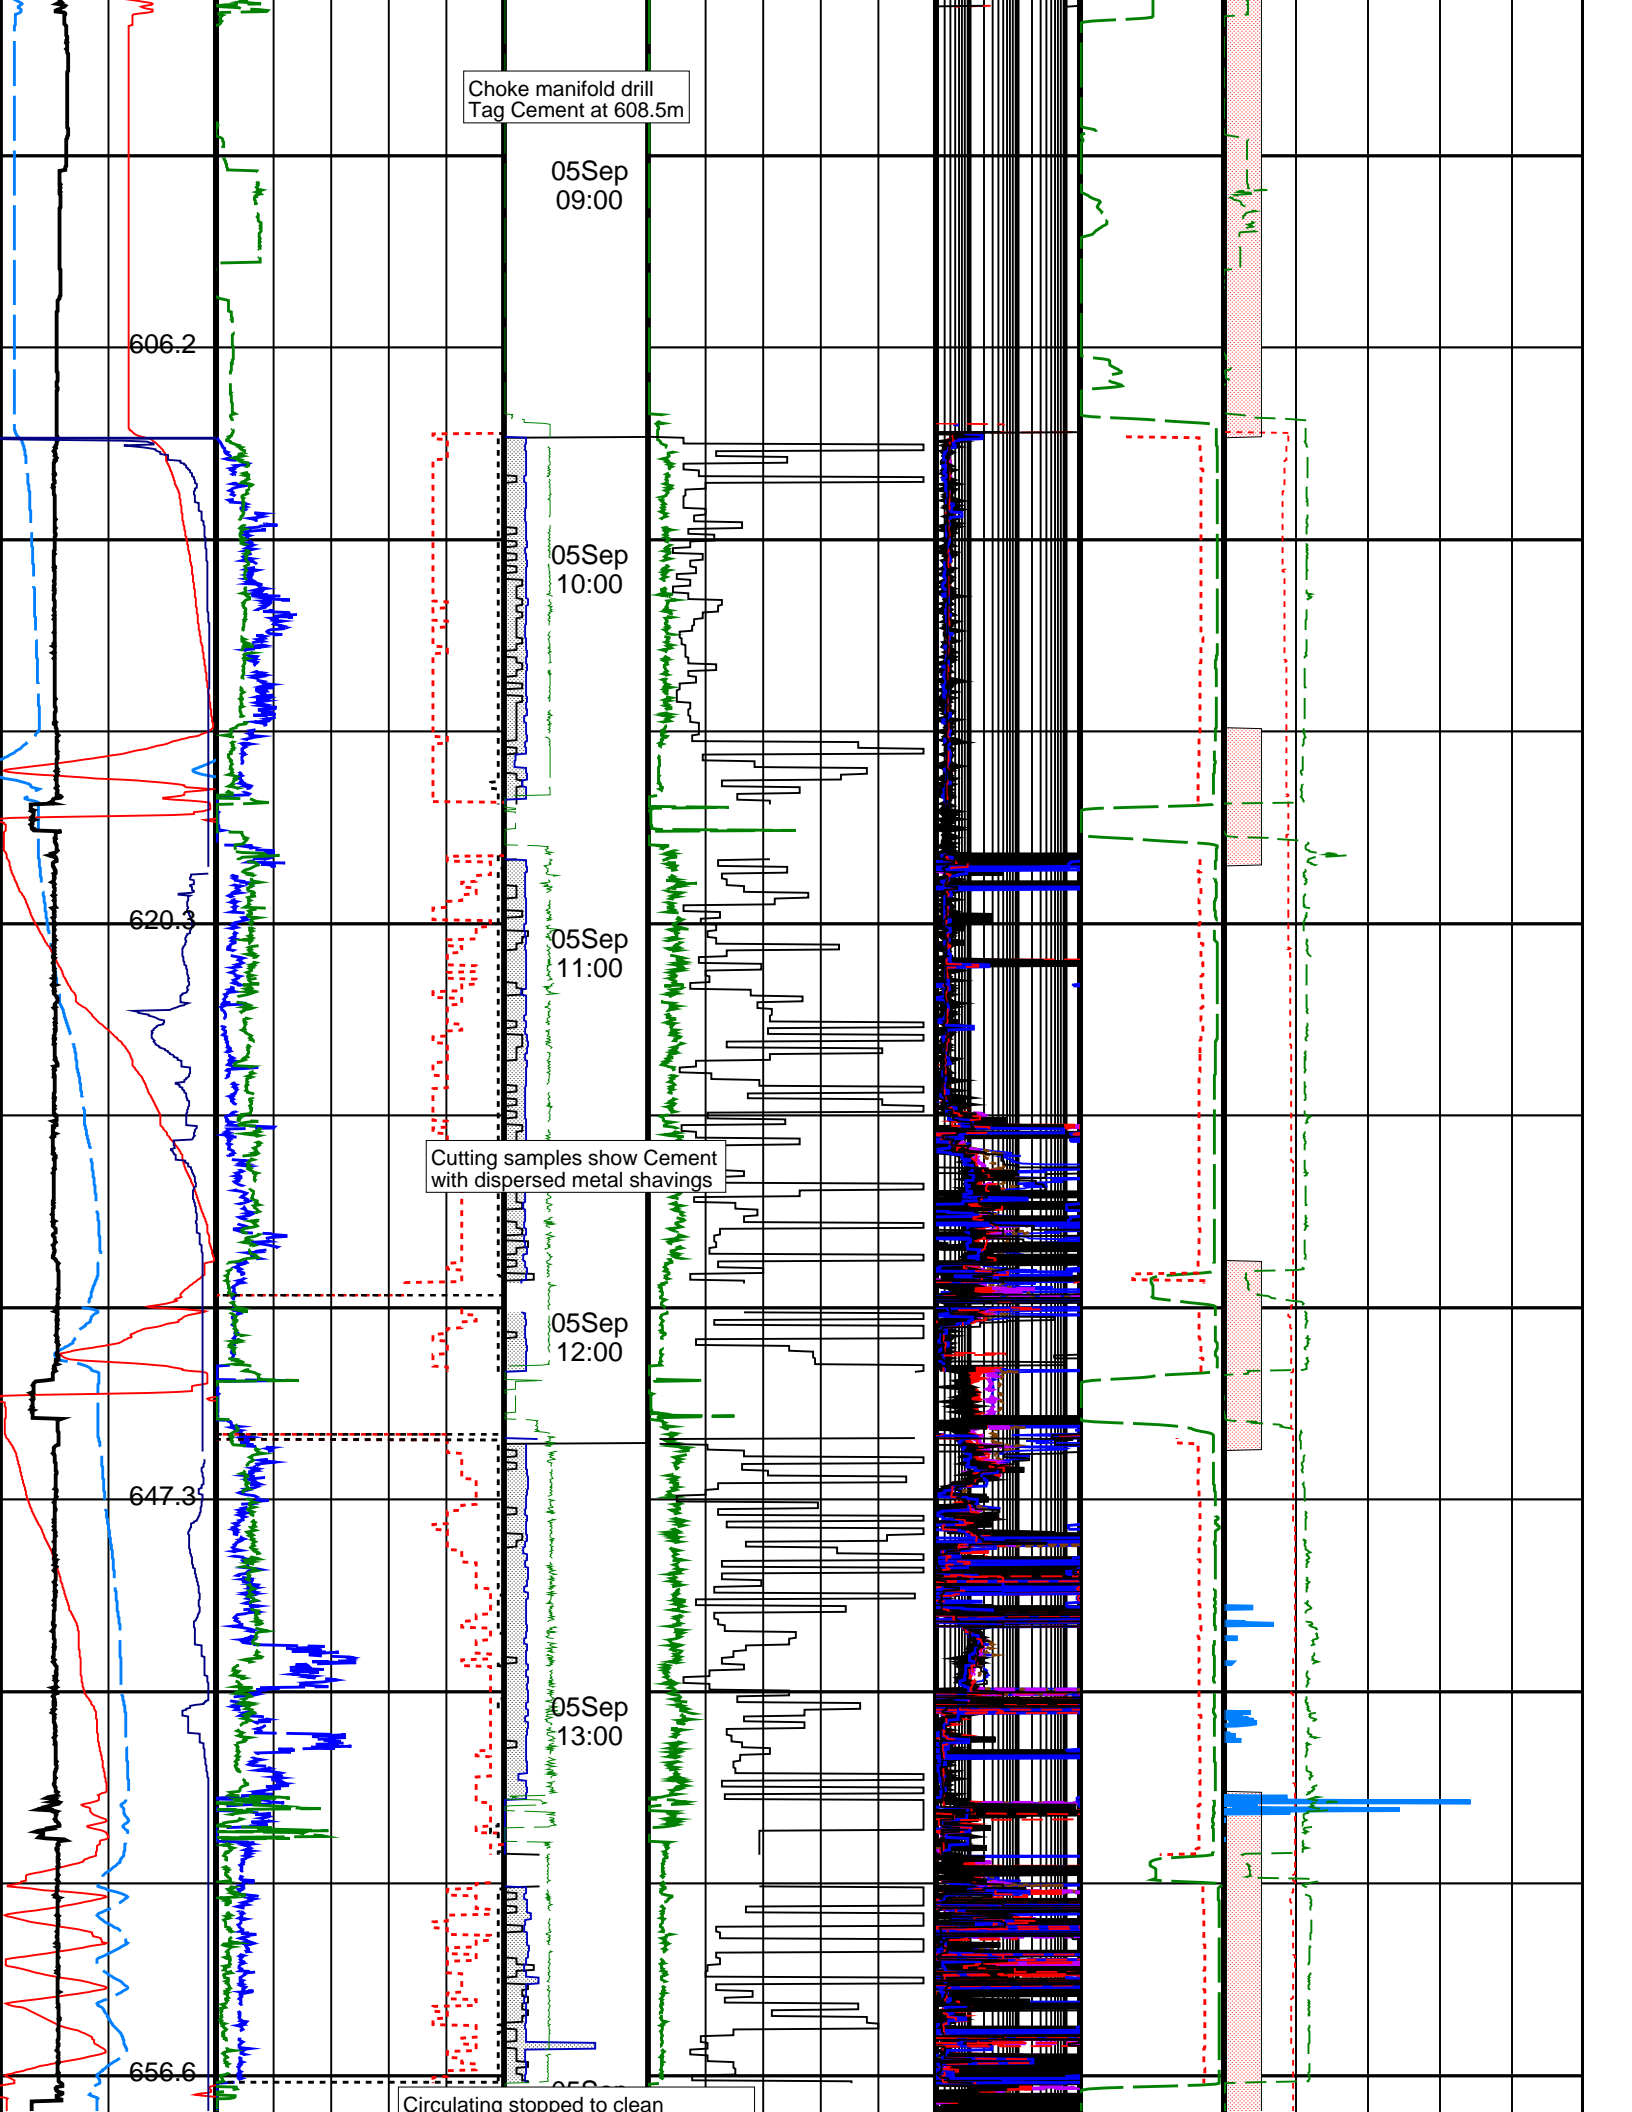 Choke manifold drill
Tag Cement at 608.5m
05Sep
09:00
606.2
05Sep
10:00
620.3
05Sep
11:00
Cutting samples show Cement
with dispersed metal shavings
05Sep
12:00
647.3
05Sep
13:00
656.6
05Sep
Circulating stopped to clean